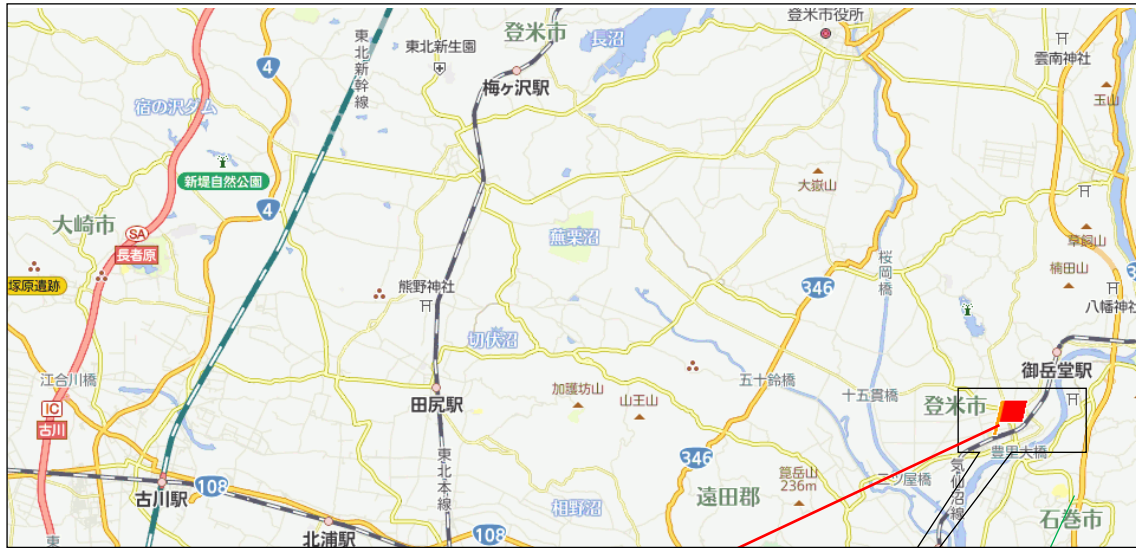 登米市役所
登米市
長沼
東北新生園
4
東北新幹線
梅ヶ沢駅
雲南神社
玉山
宿の沢ダム
新堤自然公園
大嶽山
4
大崎市
SA
長者原
蕪栗沼
桜岡橋
草飼山
楠田山
塚原遺跡
熊野神社
346
八幡神社
切伏沼
御岳堂駅
江合川橋
五十鈴橋
十五貫橋
加護坊山
山王山
田尻駅
登米市
IC
古川
豊里大橋
346
箆岳山
236m
二ツ屋橋
気仙沼線
東北本線
108
古川駅
遠田郡
相野沼
石巻市
北浦駅
108
東